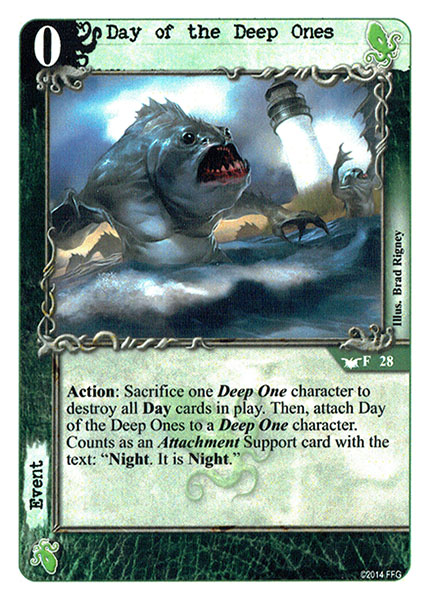 0
Day of the Deep Ones
Illus. Brad Rigney
F 28
Action: Sacrifice one Deep One character to
destroy all Day cards in play. Then, attach Day
of the Deep Ones to a Deep One character.
Counts as an Attachment Support card with the
text: “Night. It is Night.”
Event
©2014 FFG